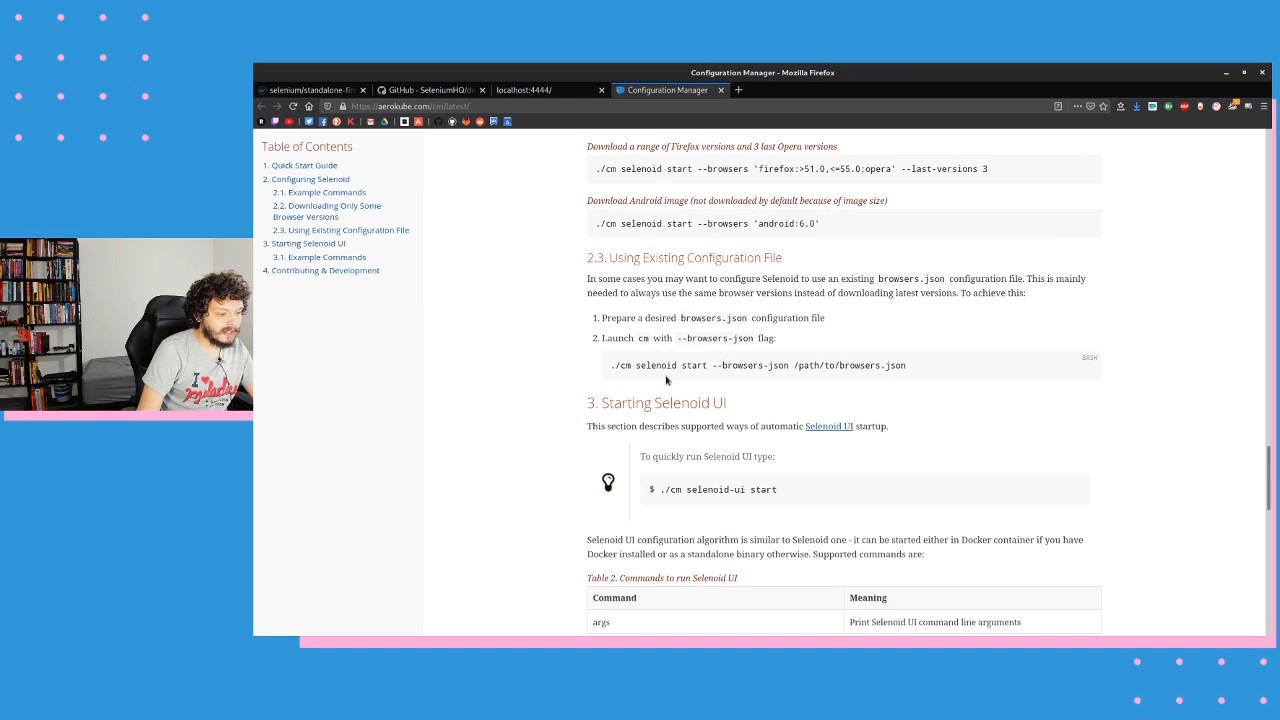 Configuration Manager - Mozilla Firefox
selenium/standalone-fir
GitHub - SeleniumHQ/d
localhost:4444/
Configuration Manager
https://aerokube.com/cm/latest/
Table of Contents
1. Quick Start Guide
2. Configuring Selenoid
2.1. Example Commands
2.2. Downloading Only Some
Browser Versions
2.3. Using Existing Configuration File
3. Starting Selenoid UI
3.1. Example Commands
4. Contributing & Development
Download a range of Firefox versions and 3 last Opera versions
./cm selenoid start --browsers 'firefox:>51.0,<=55.0;opera' --last-versions 3
Download Android image (not downloaded by default because of image size)
./cm selenoid start --browsers 'android:6.0'
2.3. Using Existing Configuration File
In some cases you may want to configure Selenoid to use an existing browsers.json configuration file. This is mainly
needed to always use the same browser versions instead of downloading latest versions. To achieve this:
1. Prepare a desired browsers.json configuration file
2. Launch cm with --browsers-json flag:
BASH
./cm selenoid start --browsers-json /path/to/browsers.json
3. Starting Selenoid UI
This section describes supported ways of automatic Selenoid UI startup.
To quickly run Selenoid UI type:
$ ./cm selenoid-ui start
Selenoid UI configuration algorithm is similar to Selenoid one - it can be started either in Docker container if you have
Docker installed or as a standalone binary otherwise. Supported commands are:
Table 2. Commands to run Selenoid UI
Command Meaning
args Print Selenoid UI command line arguments
I